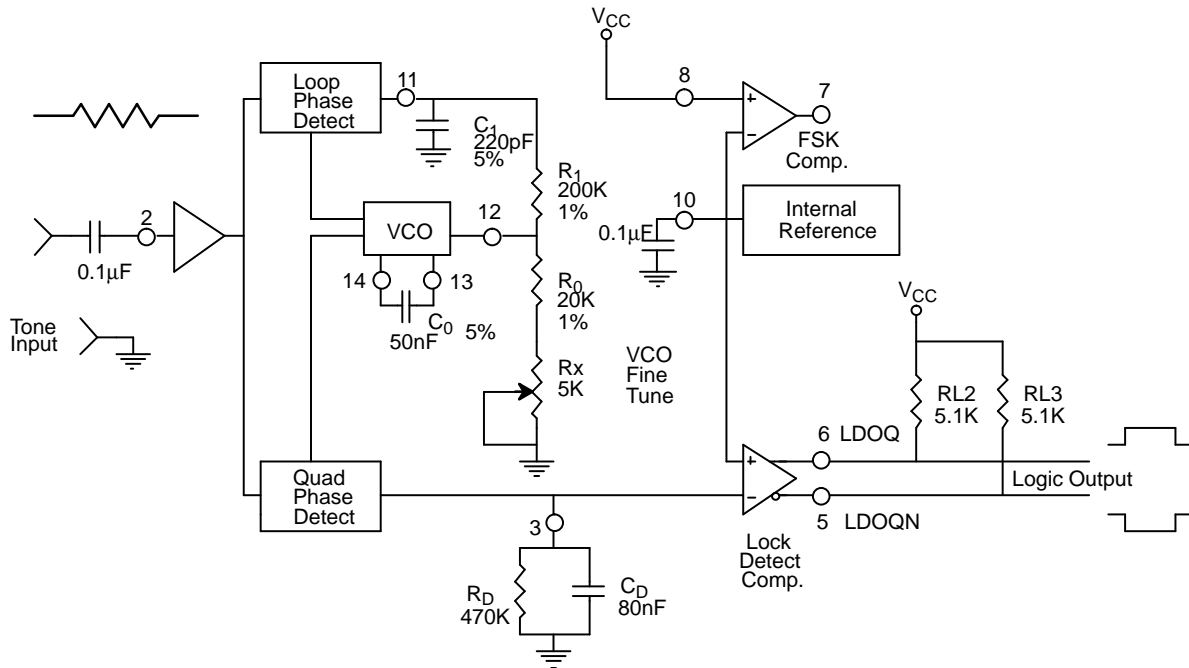 VCC
Loop
Phase
Detect
11
8
7
+
−
FSK
Comp.
C1
220pF
5%
R1
200K
1%
2
0.1μF
VCO
12
10
0.1μF
Internal
Reference
14
13
C0 5%
50nF
R0
20K
1%
Tone
Input
VCC
Rx
5K
VCO
Fine
Tune
RL2
5.1K
RL3
5.1K
6 LDOQ
Quad
Phase
Detect
+
−
Logic Output
5 LDOQN
3
Lock
Detect
Comp.
RD
470K
CD
80nF